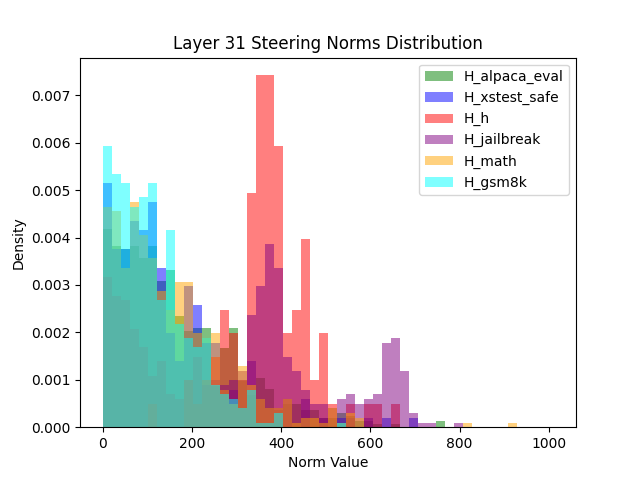 Layer 31 Steering Norms Distribution
H_alpaca_eval
H_xstest_safe
H_h
H_jailbreak
H_math
H_gsm8k
Density
0.007
0.006
0.005
0.004
0.003
0.002
0.001
0.000
0
200
400
600
800
1000
Norm Value